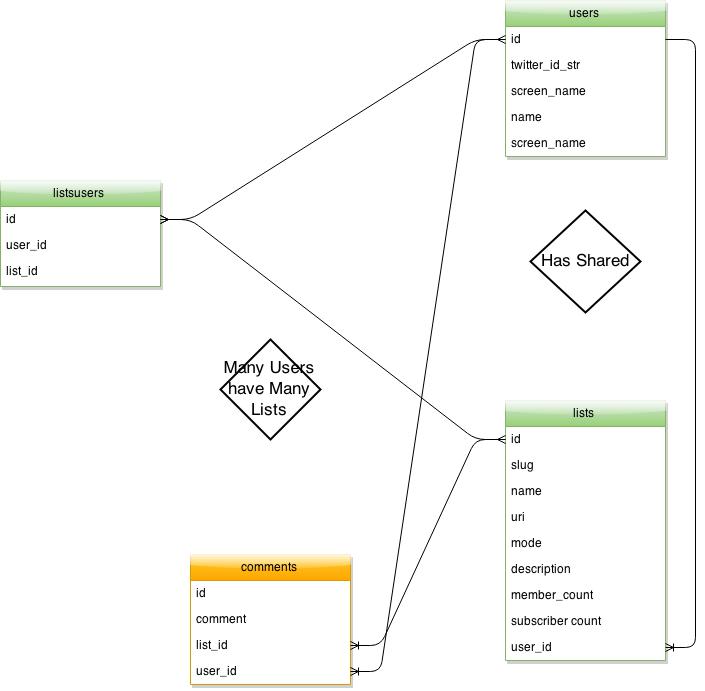 users
id
twitter_id_str
screen_name
name
screen_name
listsusers
id
user_id
list_id
Has Shared
Many Users
have Many
Lists
lists
id
slug
name
uri
mode
description
member_count
subscriber count
user_id
comments
id
comment
list_id
user_id